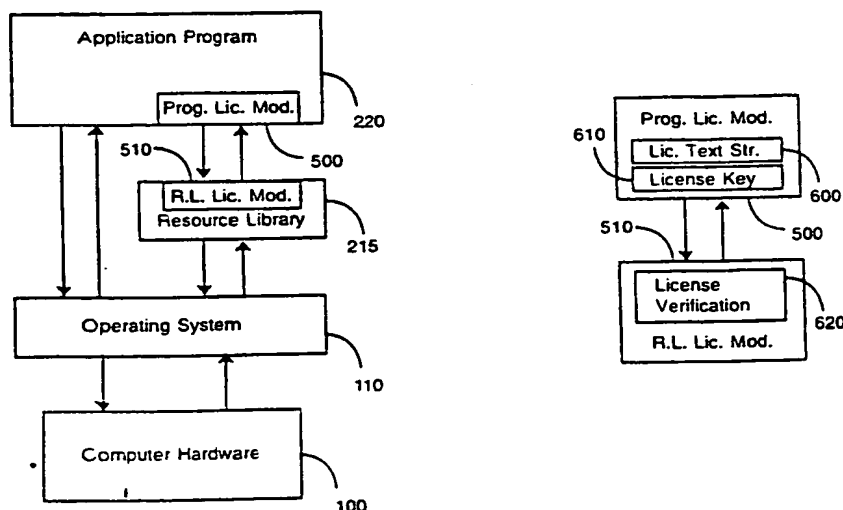 Application Program
Prog. Lic. Mod.
220
510
500
R.L. Lic. Mod.
Resource Library
215
Operating System
110
Computer Hardware
100
Prog. Lic. Mod.
610
Lic. Text Str.
License Key
600
510
500
License
Verification
620
R.L. Lic. Mod.